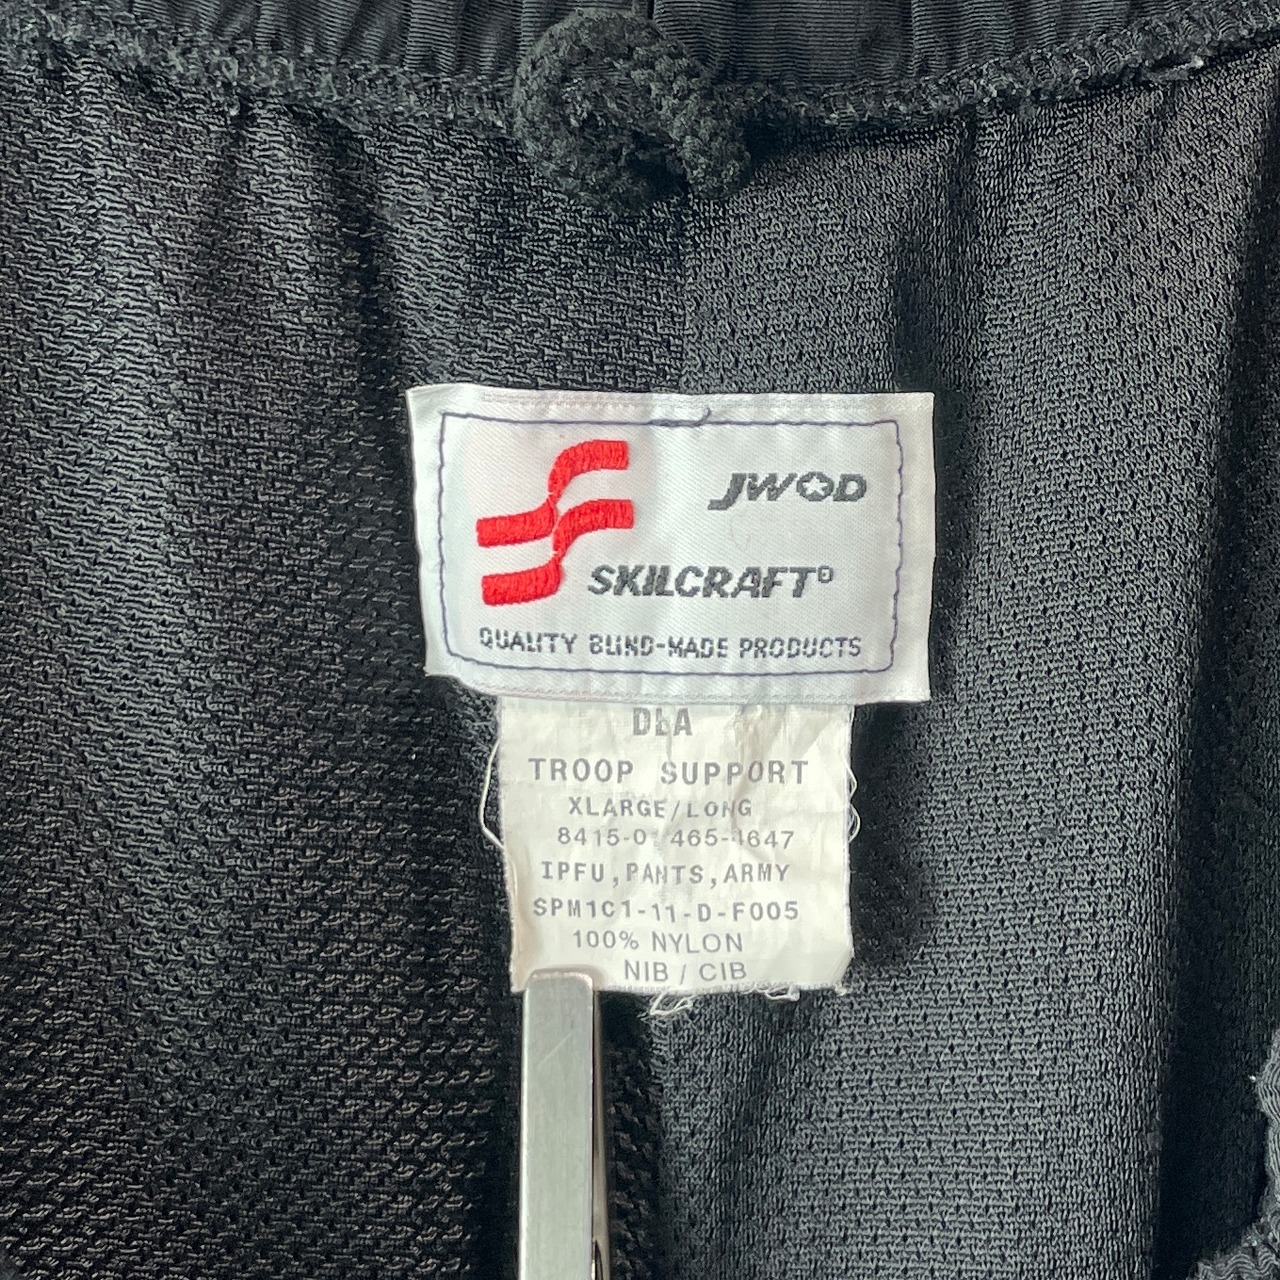 JWOD
SKILCRAFT®
QUALITY BLIND-MADE PRODUCTS
DLA
TROOP SUPPORT
XLARGE/LONG
IPFU,PANTS,ARMY
SPM1C1-11-D-F005
100% NYLON
NIB / CIB